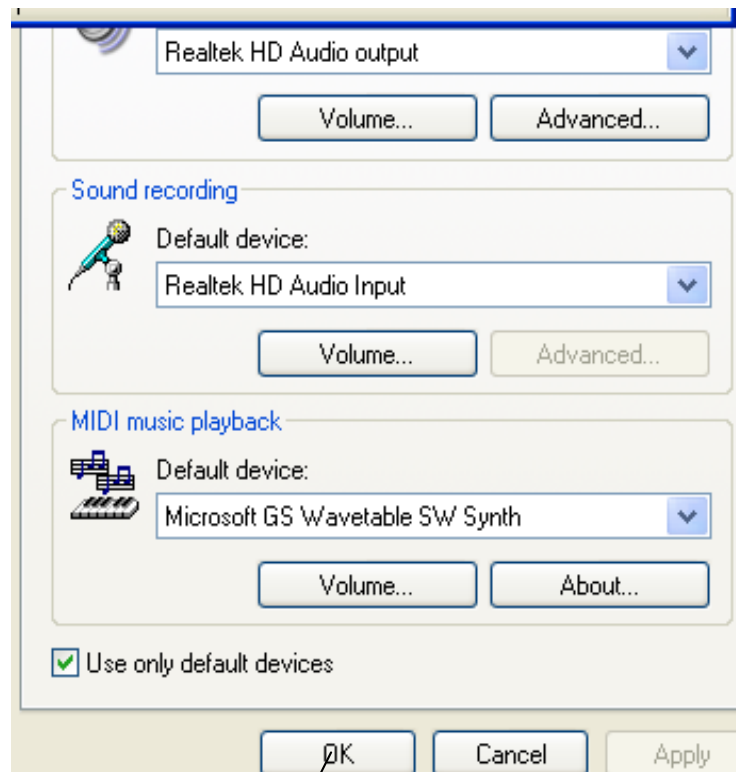 Realtek HD Audio output
Volume... Advanced...
Sound recording
Default device:
Realtek HD Audio Input
Volume... Advanced...
MIDI music playback
Default device:
Microsoft GS Wavetable SW Synth
Volume... About...
Use only default devices
OK Cancel Apply